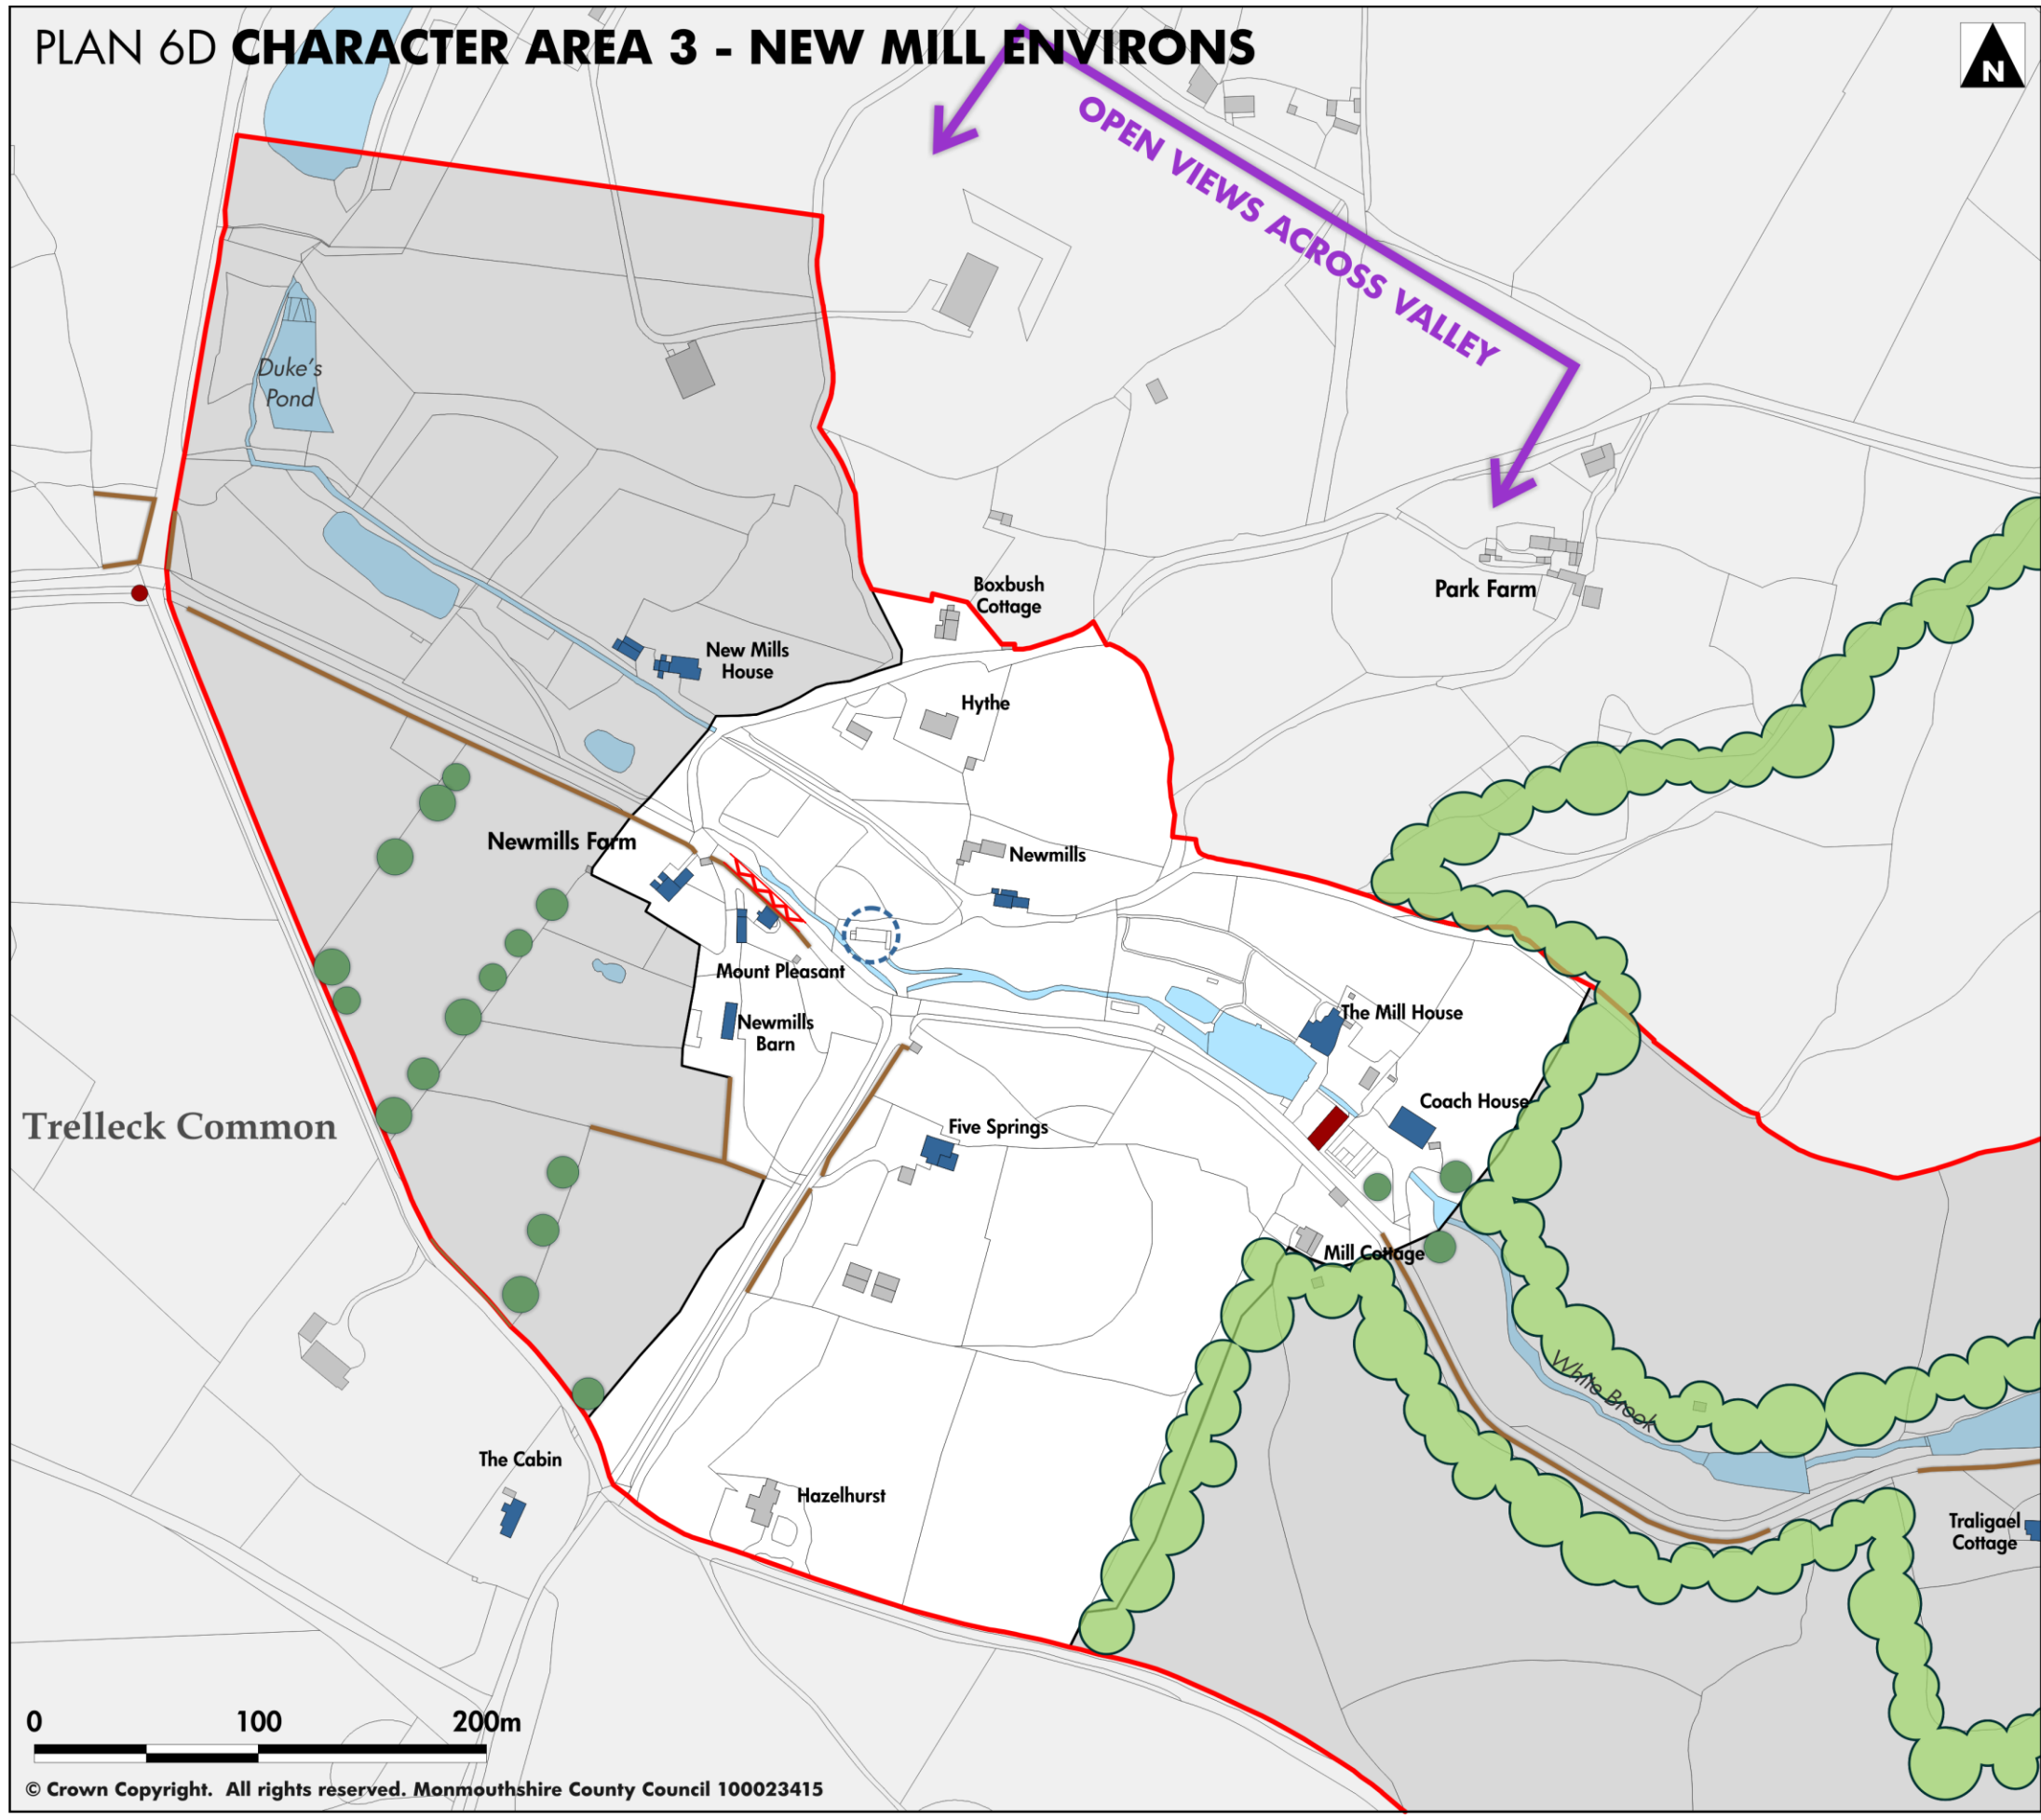 PLAN 6D CHARACTER AREA 3 - NEW MILL ENVIRONS
N
OPEN VIEWS ACROSS VALLEY
Duke's
Pond
Boxbush
Cottage
Park Farm
New Mills
House
Hythe
Newmills Farm
Newmills
Mount Pleasant
Newmills
Barn
The Mill House
Coach House
Trelleck Common
Five Springs
Mill Cottage
White Brook
The Cabin
Hazelhurst
Traligael
Cottage
0 100 200m
© Crown Copyright. All rights reserved. Monmouthshire County Council 100023415